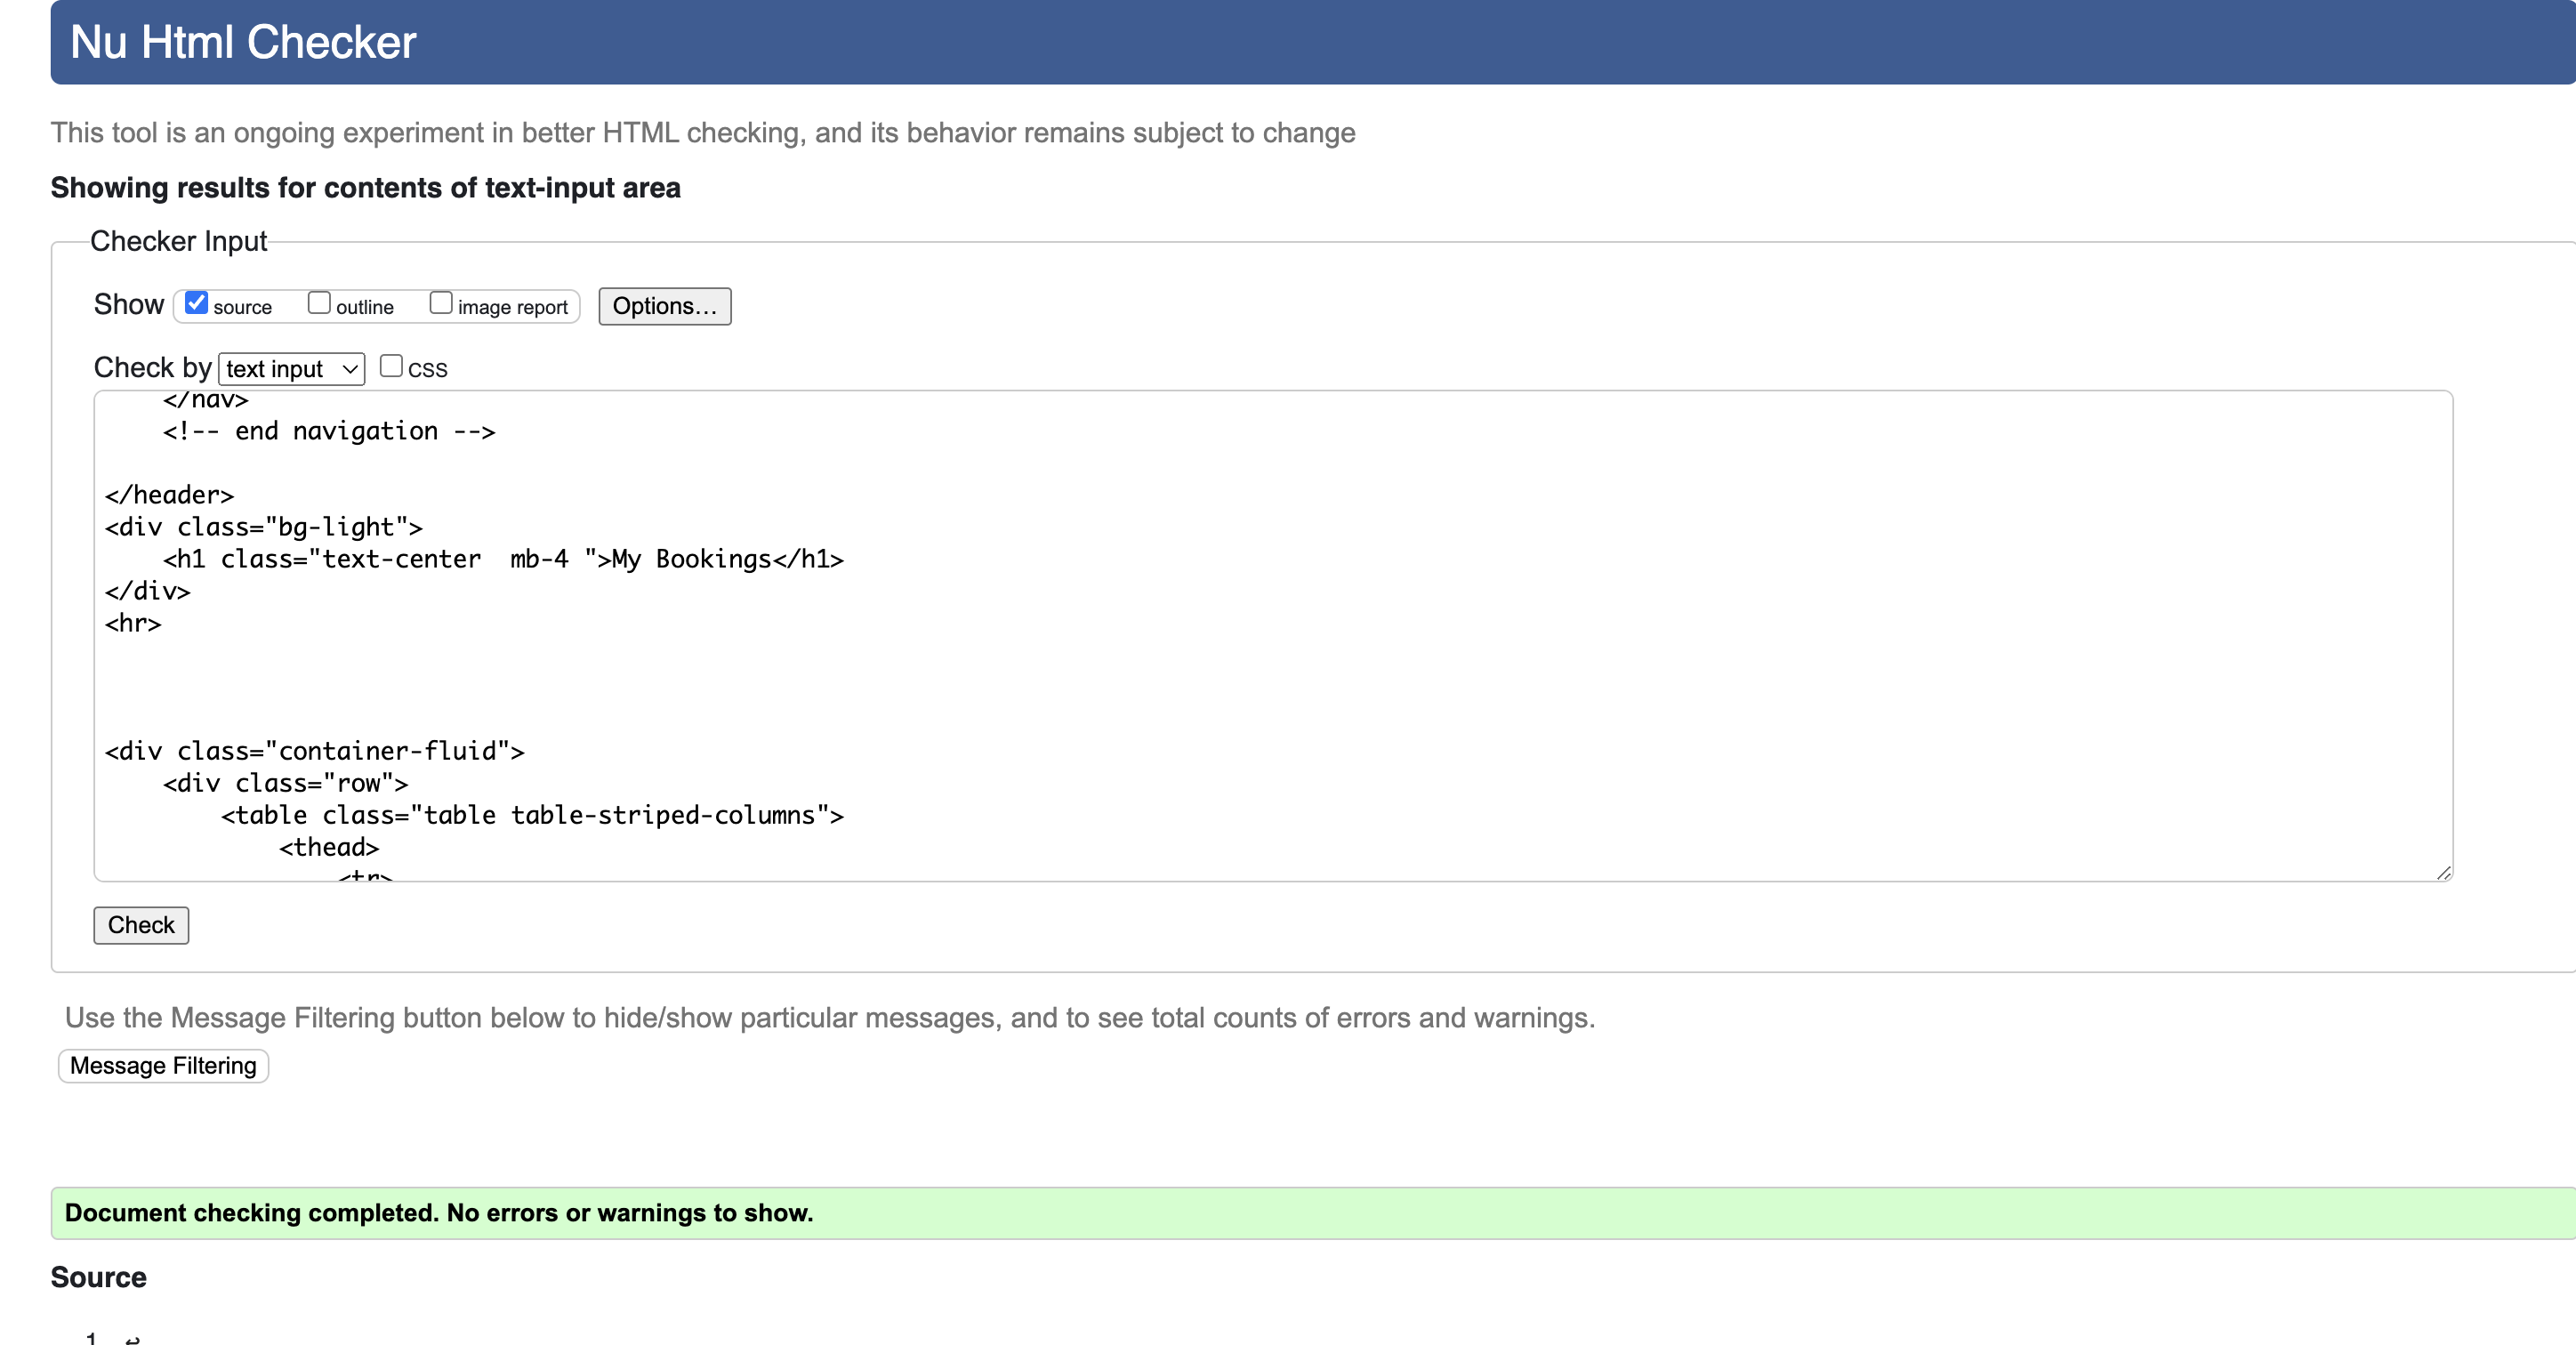 Nu Html Checker
This tool is an ongoing experiment in better HTML checking, and its behavior remains subject to change
Showing results for contents of text-input area
Checker Input
Show source outline image report Options...
Check by text input CSS
</nav>
<!-- end navigation -->
</header>
<div class="bg-light">
<h1 class="text-center  mb-4 ">My Bookings</h1>
</div>
<hr>
<div class="container-fluid">
<div class="row">
<table class="table table-striped-columns">
<thead>
<tr>
Check
Use the Message Filtering button below to hide/show particular messages, and to see total counts of errors and warnings.
Message Filtering
Document checking completed. No errors or warnings to show.
Source
1 ↩